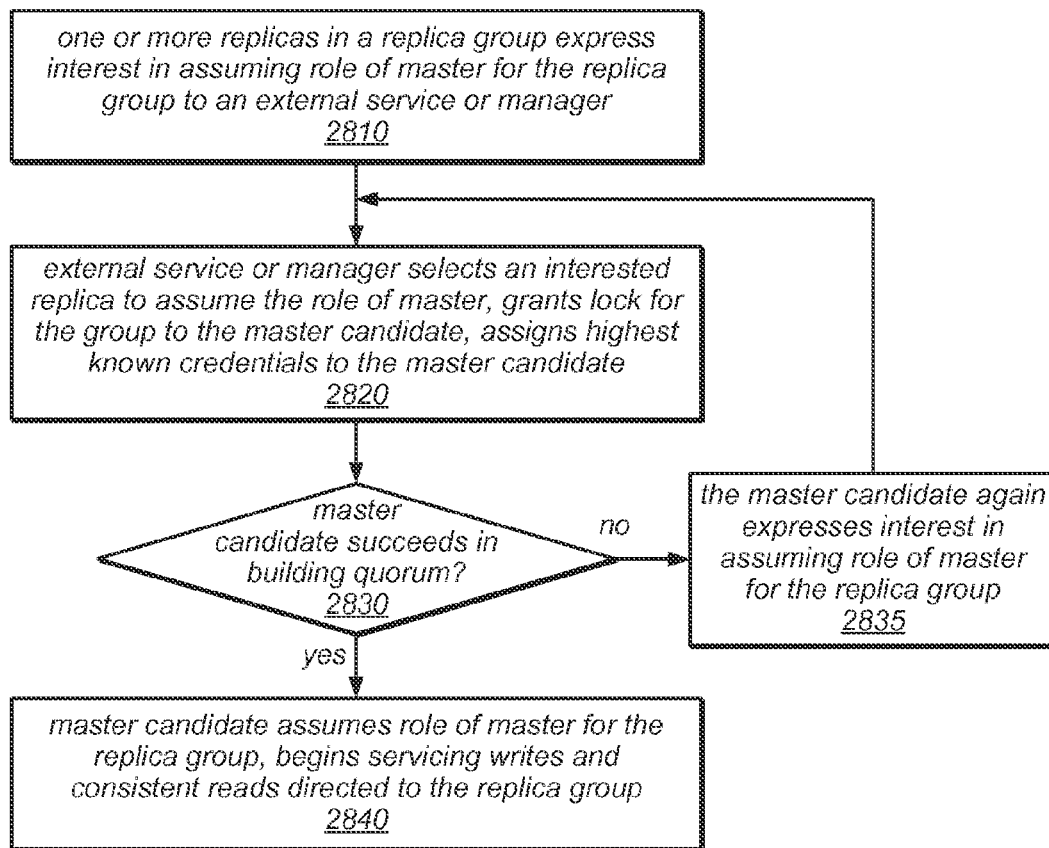 one or more replicas in a replica group express
interest in assuming role of master for the replica
group to an external service or manager
2810
external service or manager selects an interested
replica to assume the role of master, grants lock for
the group to the master candidate, assigns highest
known credentials to the master candidate
2820
master
candidate succeeds in
building quorum?
2830
no
the master candidate again
expresses interest in
assuming role of master
for the replica group
2835
yes
master candidate assumes role of master for the
replica group, begins servicing writes and
consistent reads directed to the replica group
2840